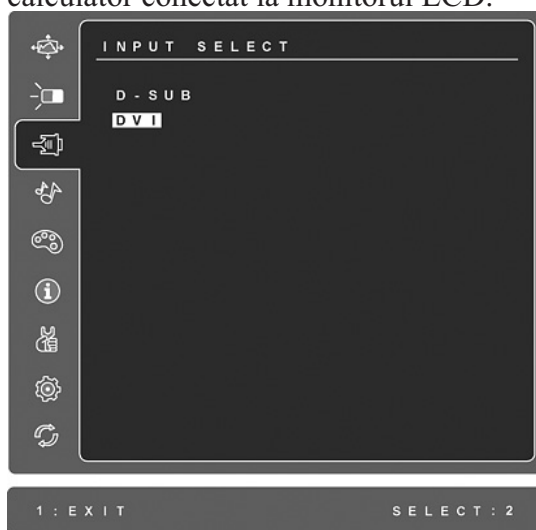 calculator conectat la monitorul LCD.
INPUT SELECT
D-SUB
DVI
1:EXIT SELECT:2